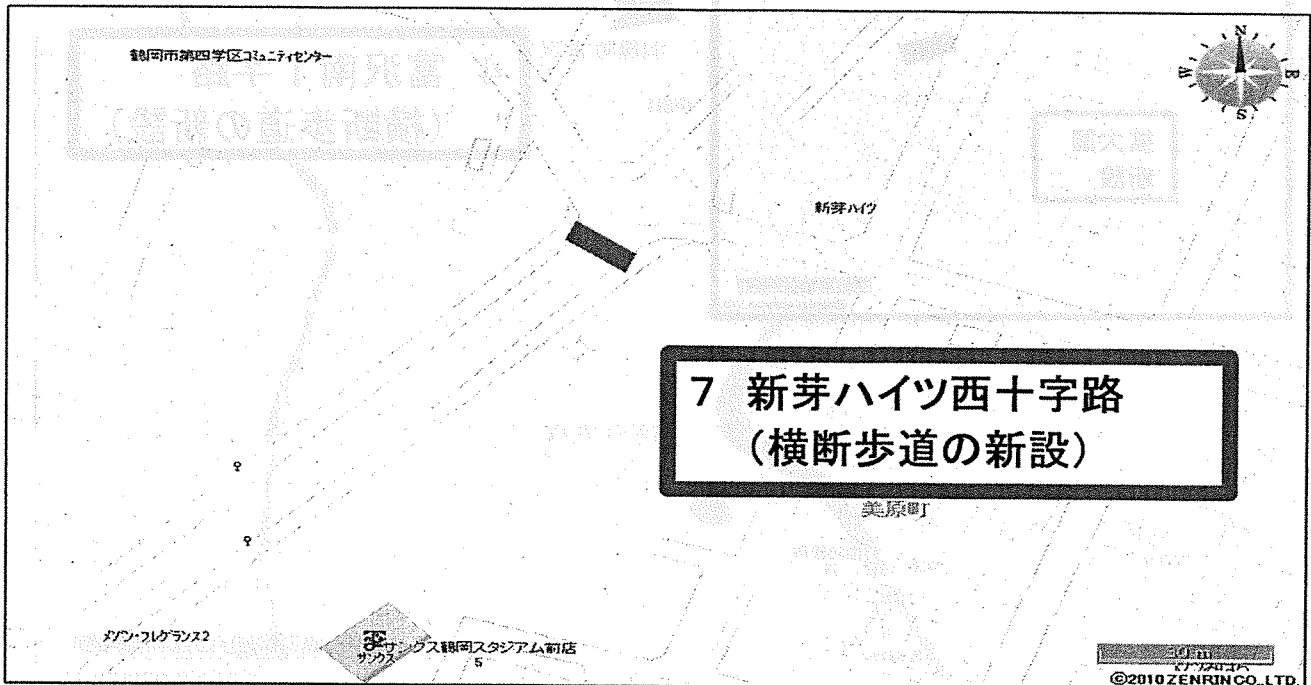 鶴岡市第四学区コミュニティセンター
N
W
E
S
新芽ハイツ
7 新芽ハイツ西十字路
(横断歩道の新設)
美原町
メゾン・フレグランス2
サンクス
サンクス鶴岡スタジアム前店
5
30 m
©2010 ZENRIN CO., LTD.